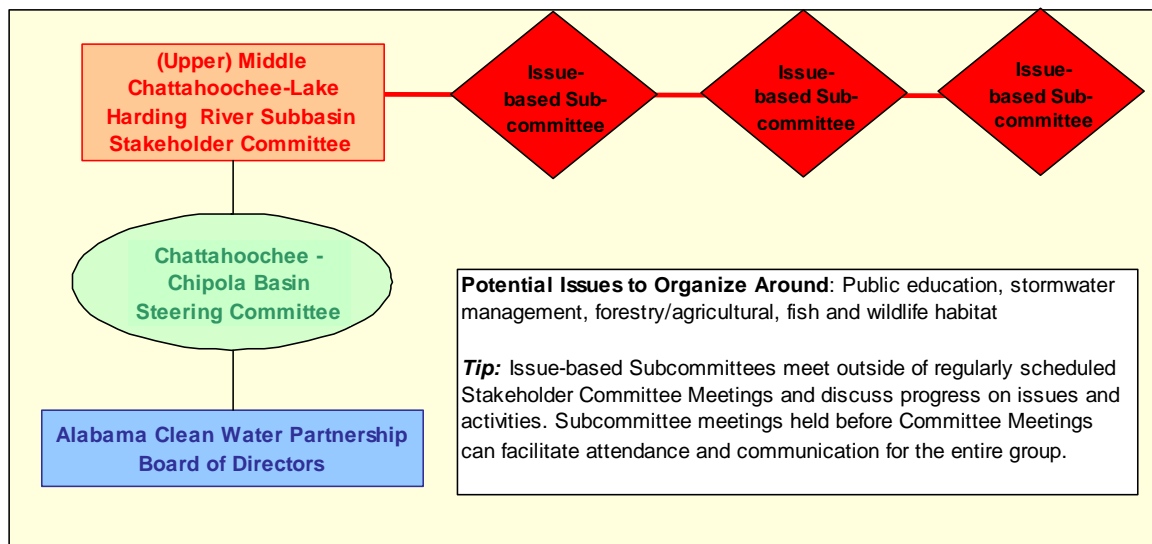 (Upper) Middle
Chattahoochee-Lake
Harding River Subbasin
Stakeholder Committee
Issue-
based Sub-
committee
Issue-
based Sub-
committee
Issue-
based Sub-
committee
Chattahoochee -
Chipola Basin
Steering Committee
Alabama Clean Water Partnership
Board of Directors
Potential Issues to Organize Around: Public education, stormwater
management, forestry/agricultural, fish and wildlife habitat
Tip: Issue-based Subcommittees meet outside of regularly scheduled
Stakeholder Committee Meetings and discuss progress on issues and
activities. Subcommittee meetings held before Committee Meetings
can facilitate attendance and communication for the entire group.